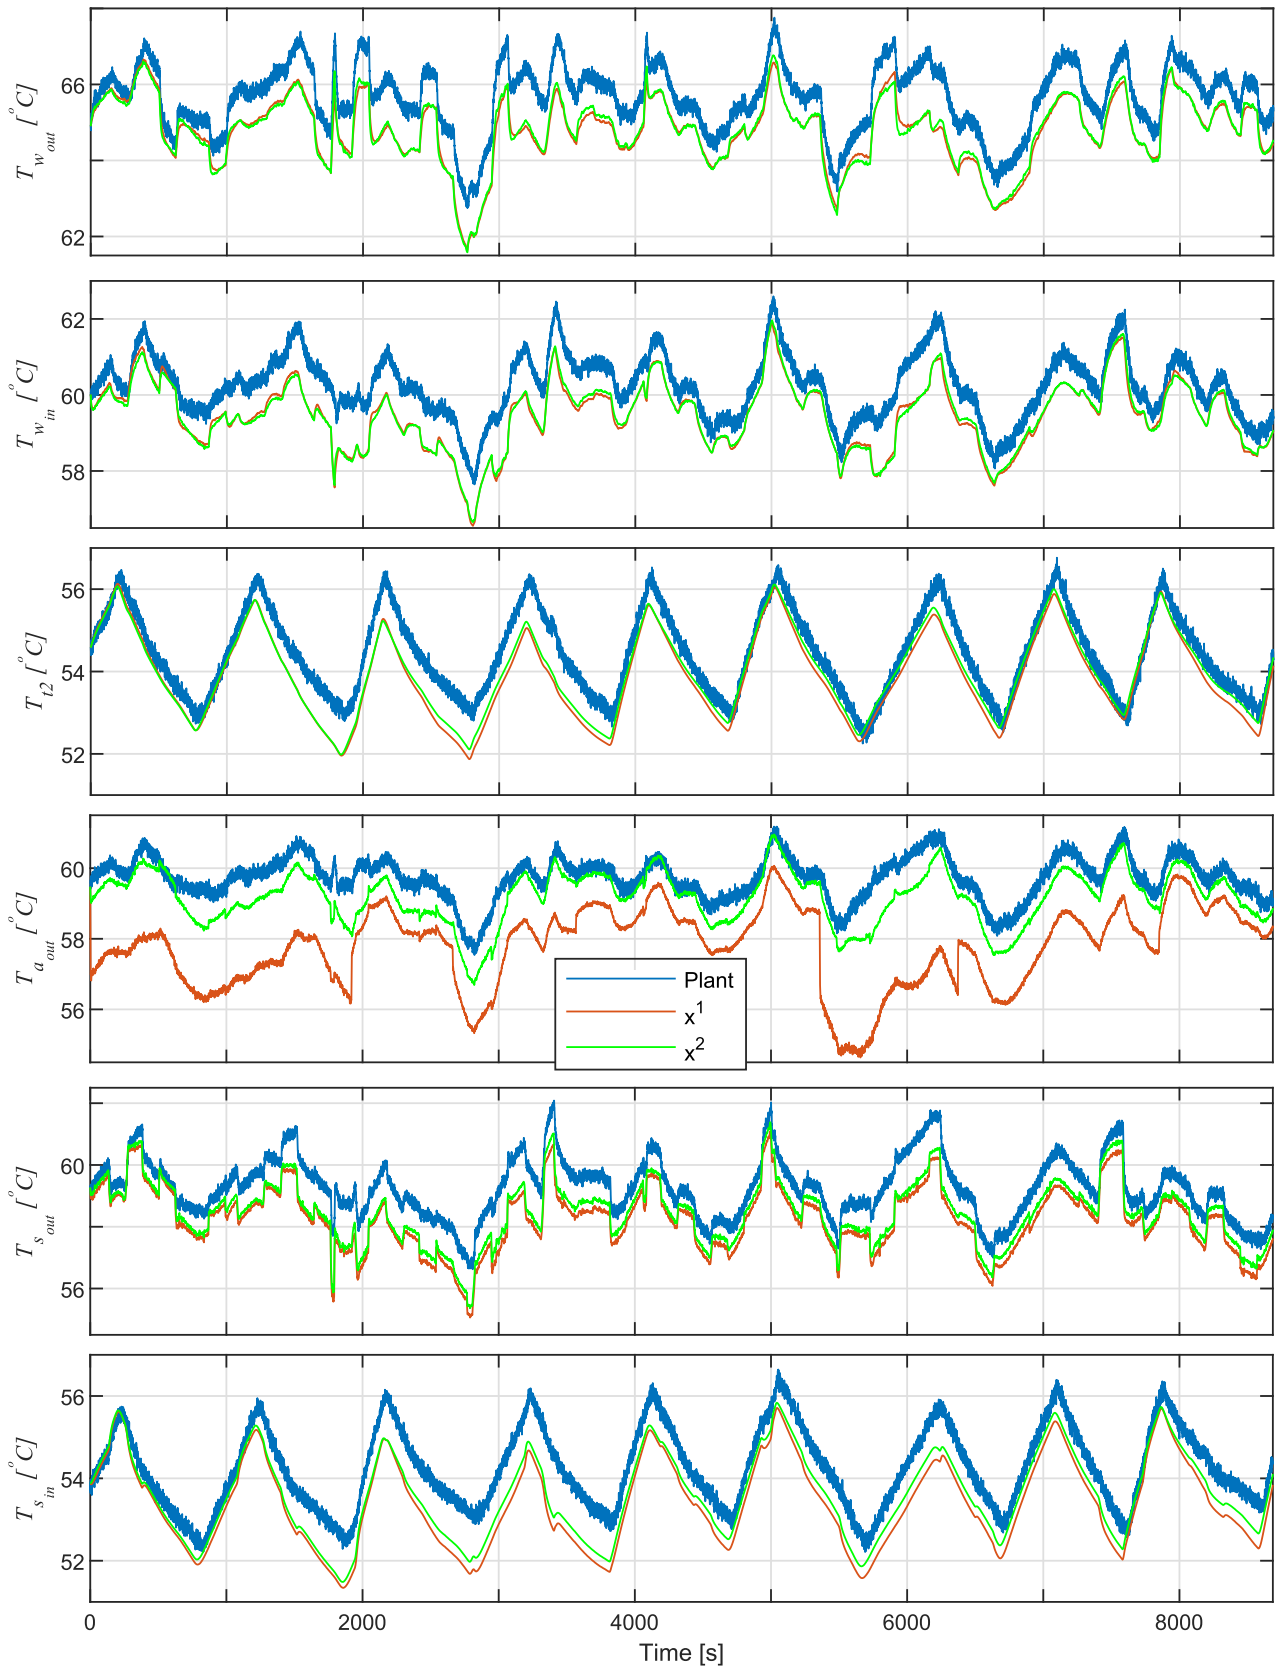 66
62
T_w_out [°C]
62
60
58
T_w_in [°C]
56
54
52
T_t2 [°C]
60
58
56
T_a_out [°C]
Plant
x^1
x^2
60
56
T_s_out [°C]
56
54
52
T_s_in [°C]
0 2000 4000 6000 8000
Time [s]